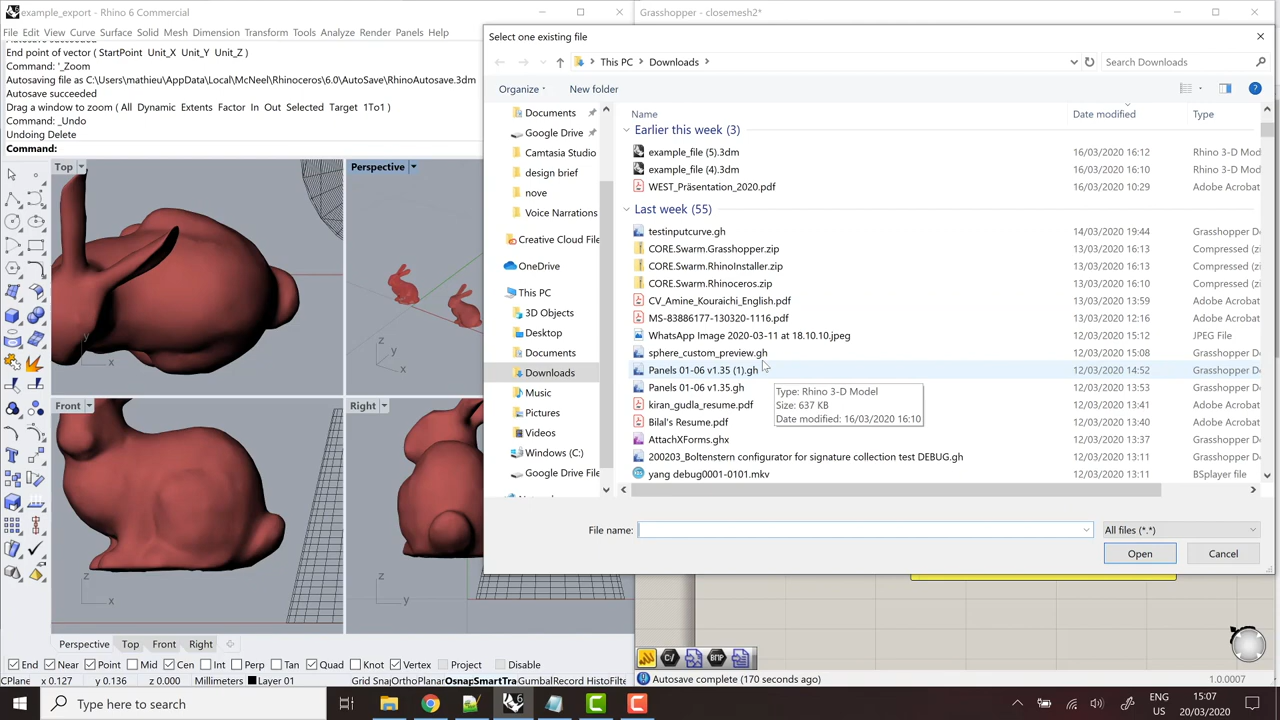 example_export - Rhino 6 Commercial
File Edit View Curve Surface Solid Mesh Dimension Transform Tools Analyze Render Panels Help
End point of vector ( StartPoint Unit_X Unit_Y Unit_Z )
Command: '_Zoom
Autosaving file as C:\Users\mathieu\AppData\Local\McNeel\Rhinoceros\6.0\AutoSave\RhinoAutosave.3dm
Autosave succeeded
Drag a window to zoom ( All Dynamic Extents Factor In Out Selected Target 1To1 )
Command: _Undo
Undoing Delete
Command:
Top
Perspective
Front
Right
y
x
z
y
x
z
x
z
y
Perspective Top Front Right
End Near Point Mid Cen Int Perp Tan Quad Knot Vertex Project Disable
CPlane x 0.127 y 0.136 z 0.000 Millimeters Layer 01 Grid Snap Ortho Planar Osnap SmartTra Gumball Record HistoFilte
Grasshopper - closemesh2*
Select one existing file
This PC
Downloads
Search Downloads
Organize
New folder
Documents
Google Drive
Camtasia Studio
design brief
nove
Voice Narrations
Creative Cloud File
OneDrive
This PC
3D Objects
Desktop
Documents
Downloads
Music
Pictures
Videos
Windows (C:)
Google Drive File
Name Date modified Type
Earlier this week (3)
example_file (5).3dm 16/03/2020 16:12 Rhino 3-D Model
example_file (4).3dm 16/03/2020 16:10 Rhino 3-D Model
WEST_Präsentation_2020.pdf 16/03/2020 10:29 Adobe Acrobat
Last week (55)
testinputcurve.gh 14/03/2020 19:44 Grasshopper De
CORE.Swarm.Grasshopper.zip 13/03/2020 16:13 Compressed (z
CORE.Swarm.RhinoInstaller.zip 13/03/2020 16:13 Compressed (z
CORE.Swarm.Rhinoceros.zip 13/03/2020 16:10 Compressed (z
CV_Amine_Kouraichi_English.pdf 13/03/2020 13:59 Adobe Acrobat
MS-83886177-130320-1116.pdf 13/03/2020 13:40 Adobe Acrobat
WhatsApp Image 2020-03-11 at 18.10.10.jpeg 12/03/2020 15:35 JPEG File
sphere_custom_preview.gh 12/03/2020 15:08 Grasshopper De
Panels 01-06 v1.35 (1).gh 12/03/2020 14:52 Grasshopper De
Panels 01-06 v1.35.gh 12/03/2020 13:53 Grasshopper De
kiran_gudla_resume.pdf 12/03/2020 13:41 Adobe Acrobat
Bilal's Resume.pdf 12/03/2020 13:40 Adobe Acrobat
AttachXForms.ghx 12/03/2020 13:37 Grasshopper De
200203_Boltenstern configurator for signature collection test DEBUG.gh 12/03/2020 13:11 Grasshopper De
yang debug0001-0101.mkv 12/03/2020 13:11 BSplayer file
Type: Rhino 3-D Model
Size: 637 KB
Date modified: 16/03/2020 16:10
File name:
All files (*.*)
Open
Cancel
Autosave complete (170 seconds ago)
1.0.0007
Type here to search
ENG
US
15:07
20/03/2020